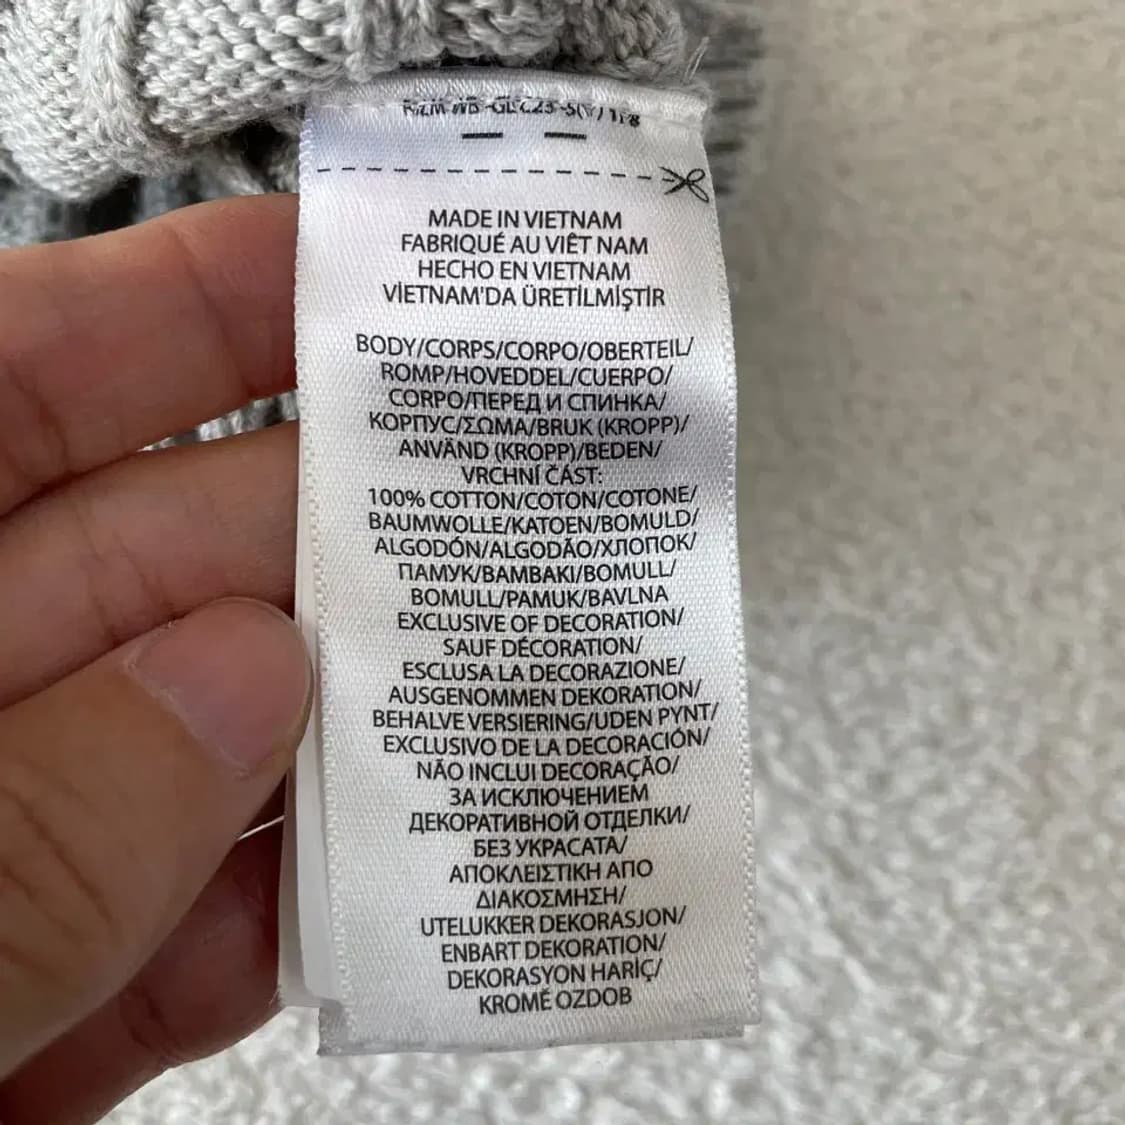 MADE IN VIETNAM
FABRIQUÉ AU VIÊT NAM
HECHO EN VIETNAM
VİETNAM'DA ÜRETİLMİŞTİR
BODY/CORPS/CORPO/OBERTEIL/
ROMP/HOVEDDEL/CUERPO/
CORPO/ПЕРЕД И СПИНКА/
КОРПУС/ΣΩΜΑ/BRUK (KROPP)/
ANVÄND (KROPP)/BEDEN/
VRCHNÍ ČÁST:
100% COTTON/COTON/COTONE/
BAUMWOLLE/KATOEN/BOMULD/
ALGODÓN/ALGODÃO/ХЛОПОК/
ПАМУК/ΒΑΜΒΑΚΙ/BOMULL/
BOMULL/PAMUK/BAVLNA
EXCLUSIVE OF DECORATION/
SAUF DÉCORATION/
ESCLUSA LA DECORAZIONE/
AUSGENOMMEN DEKORATION/
BEHALVE VERSIERING/UDEN PYNT/
EXCLUSIVO DE LA DECORACIÓN/
NÃO INCLUI DECORAÇÃO/
ЗА ИСКЛЮЧЕНИЕМ
ДЕКОРАТИВНОЙ ОТДЕЛКИ/
БЕЗ УКРАСАТА/
ΑΠΟΚΛΕΙΣΤΙΚΗ ΑΠΟ
ΔΙΑΚΟΣΜΗΣΗ/
UTELUKKER DEKORASJON/
ENBART DEKORATION/
DEKORASYON HARİÇ/
KROMĚ OZDOB